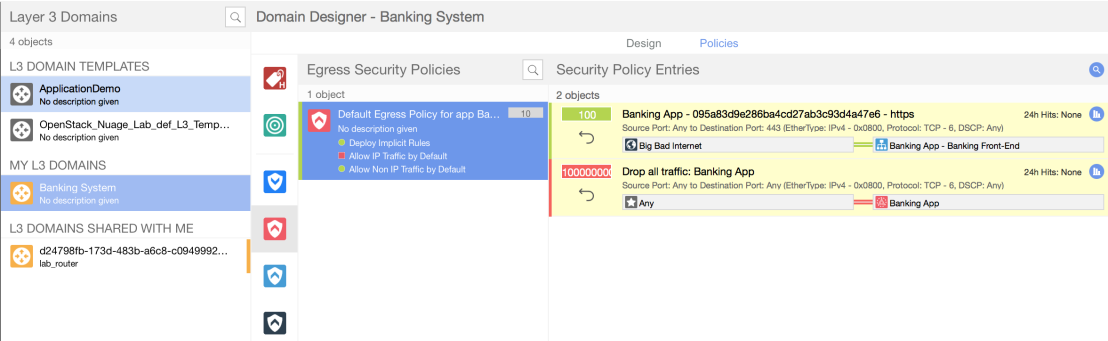 Layer 3 Domains
4 objects
L3 DOMAIN TEMPLATES
ApplicationDemo
No description given
OpenStack_Nuage_Lab_def_L3_Temp...
No description given
MY L3 DOMAINS
Banking System
No description given
L3 DOMAINS SHARED WITH ME
d24798fb-173d-483b-a6c8-c0949992...
lab_router
Domain Designer - Banking System
Design Policies
H
Egress Security Policies
1 object
Default Egress Policy for app Ba... 10
No description given
Deploy Implicit Rules
Allow IP Traffic by Default
Allow Non IP Traffic by Default
Security Policy Entries
2 objects
100 Banking App - 095a83d9e286ba4cd27ab3c93d4a47e6 - https 24h Hits: None
Source Port: Any to Destination Port: 443 (EtherType: IPv4 - 0x0800, Protocol: TCP - 6, DSCP: Any)
Big Bad Internet Banking App - Banking Front-End
100000000 Drop all traffic: Banking App 24h Hits: None
Source Port: Any to Destination Port: Any (EtherType: IPv4 - 0x0800, Protocol: TCP - 6, DSCP: Any)
Any Banking App